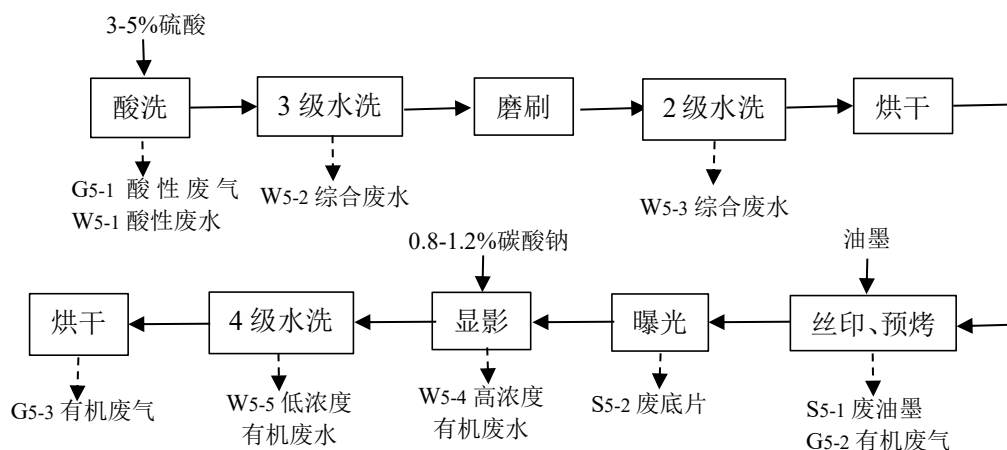 3-5%硫酸
酸洗
3 级水洗
磨刷
2 级水洗
烘干
G5-1 酸 性 废 气
W5-1 酸性废水
W5-2 综合废水
W5-3 综合废水
0.8-1.2%碳酸钠
油墨
烘干
4 级水洗
显影
曝光
丝印、预烤
G5-3 有机废气
W5-5 低浓度
有机废水
W5-4 高浓度
有机废水
S5-2 废底片
S5-1 废油墨
G5-2 有机废气